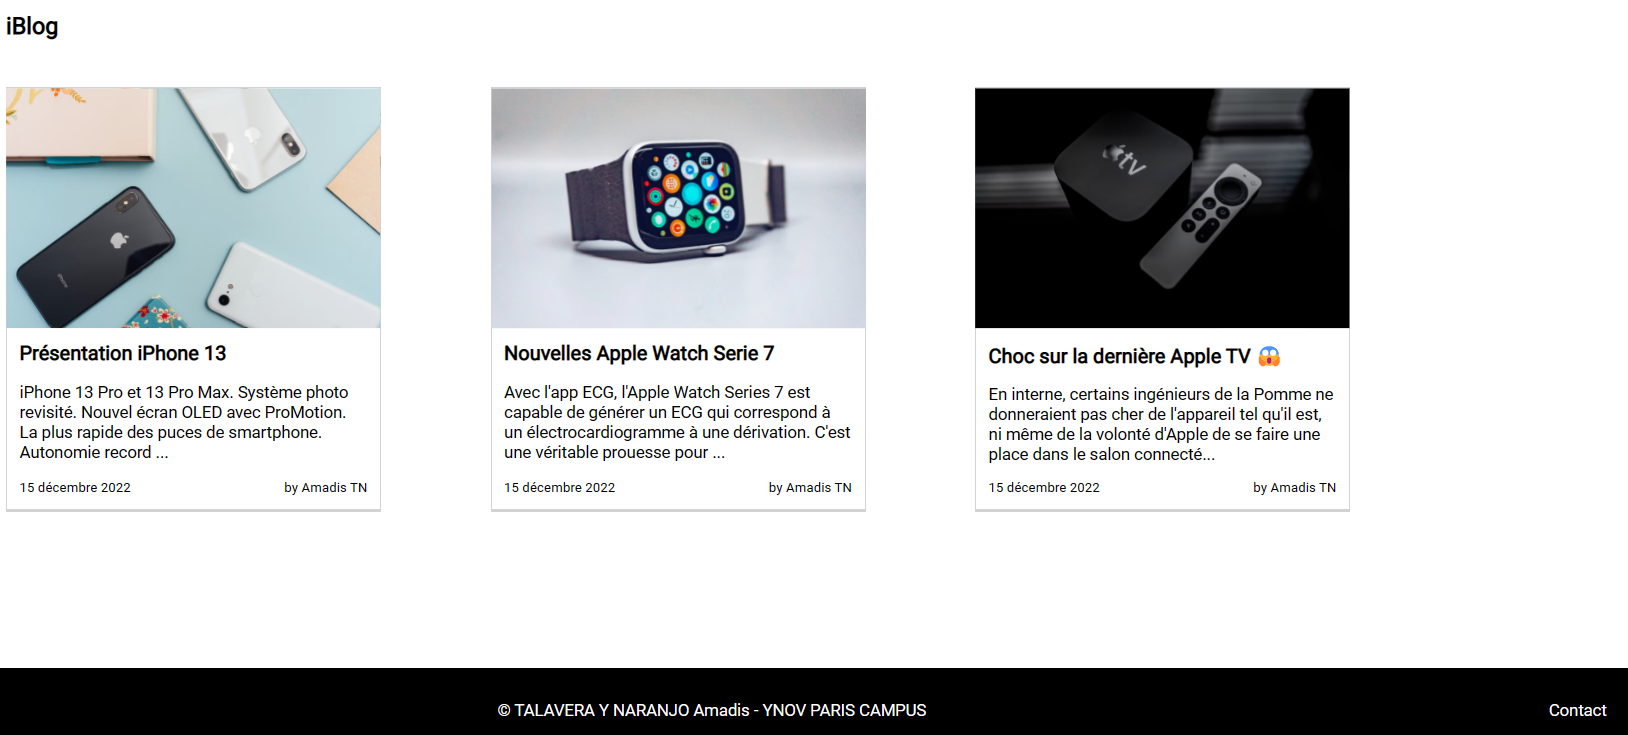 iBlog
tv
iPhone
Présentation iPhone 13
iPhone 13 Pro et 13 Pro Max. Système photo
revisité. Nouvel écran OLED avec ProMotion.
La plus rapide des puces de smartphone.
Autonomie record ...
15 décembre 2022
by Amadis TN
Nouvelles Apple Watch Serie 7
Avec l'app ECG, l'Apple Watch Series 7 est
capable de générer un ECG qui correspond à
un électrocardiogramme à une dérivation. C'est
une véritable prouesse pour ...
15 décembre 2022
by Amadis TN
Choc sur la dernière Apple TV 😱
En interne, certains ingénieurs de la Pomme ne
donneraient pas cher de l'appareil tel qu'il est,
ni même de la volonté d'Apple de se faire une
place dans le salon connecté...
15 décembre 2022
by Amadis TN
© TALAVERA Y NARANJO Amadis - YNOV PARIS CAMPUS
Contact